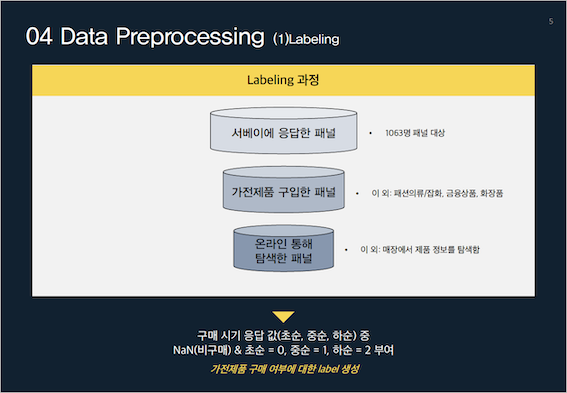 5
04 Data Preprocessing (1)Labeling
Labeling 과정
서베이에 응답한 패널
• 1063명 패널 대상
가전제품 구입한 패널
• 이 외: 패션의류/잡화, 금융상품, 화장품
온라인 통해
탐색한 패널
• 이 외: 매장에서 제품 정보를 탐색함
구매 시기 응답 값(초순, 중순, 하순) 중
NaN(비구매) & 초순 = 0, 중순 = 1, 하순 = 2 부여
가전제품 구매 여부에 대한 label 생성